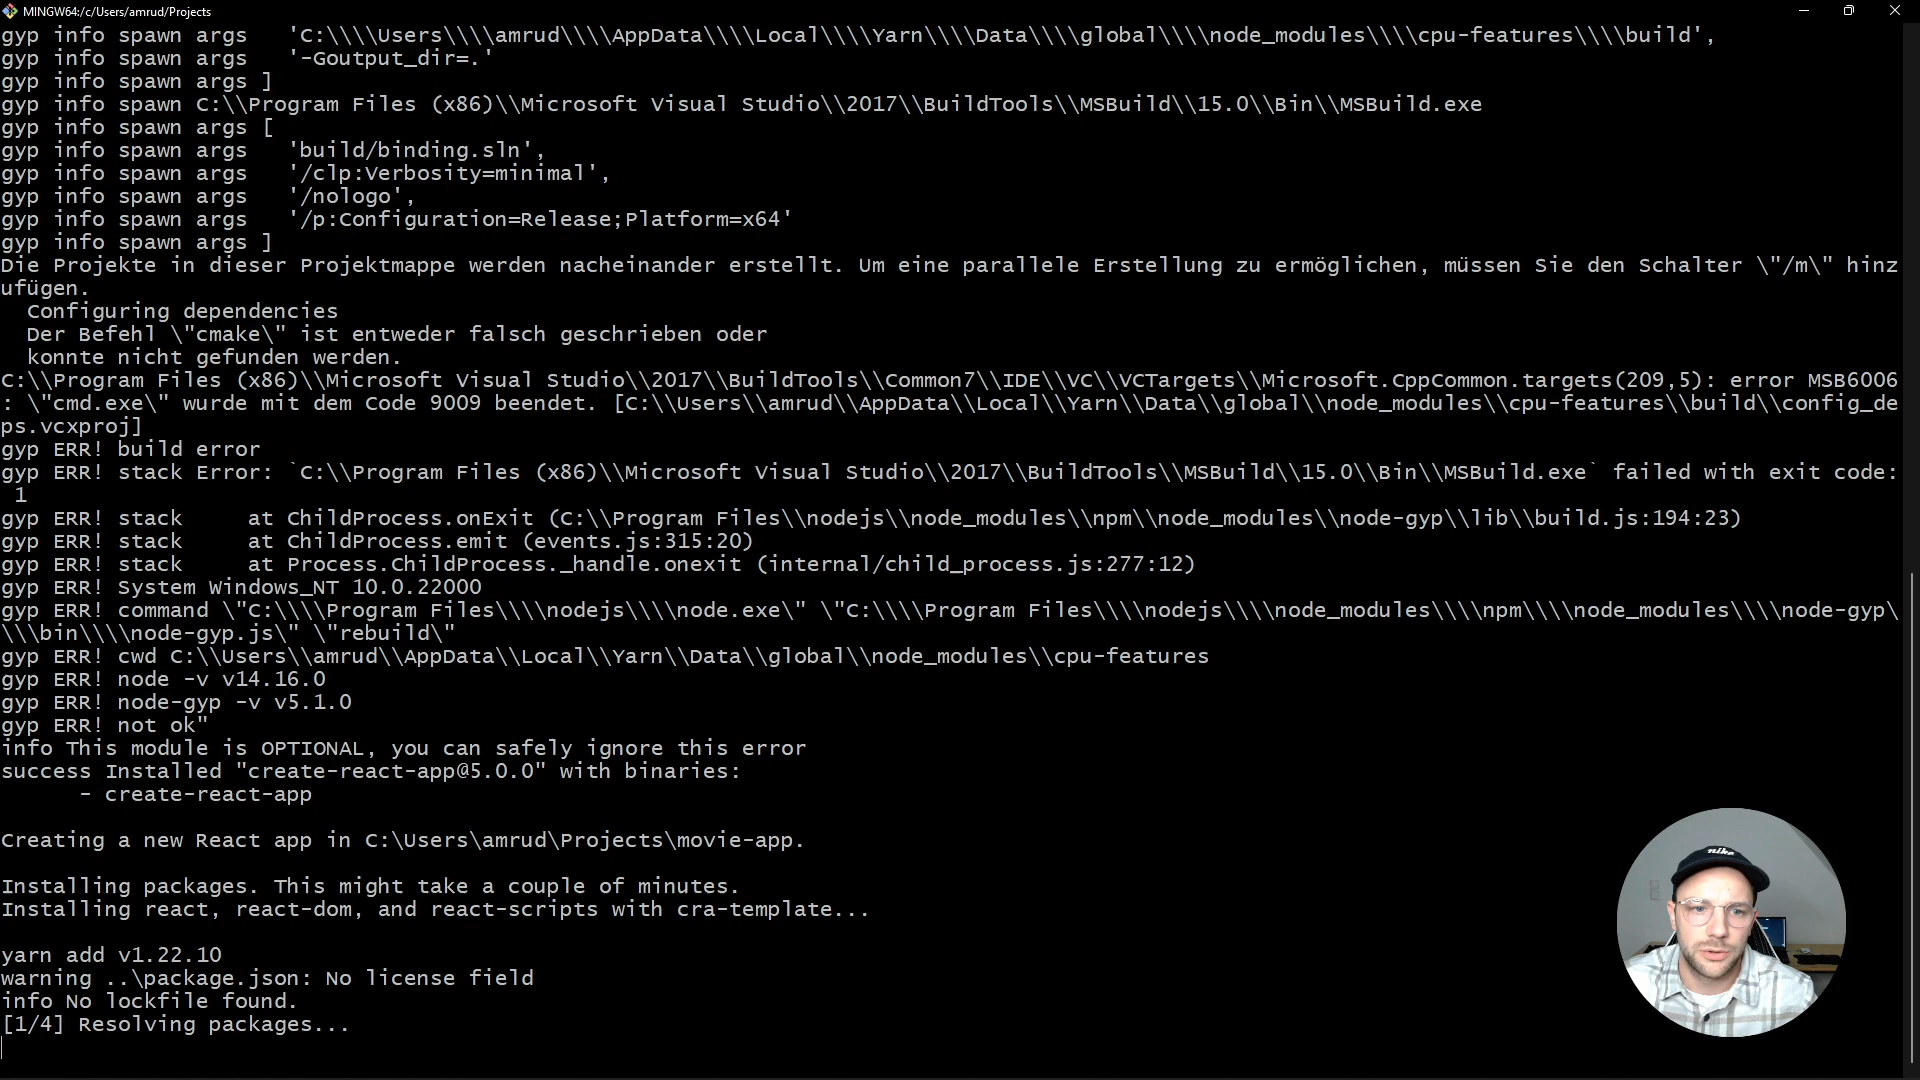 MINGW64:/c/Users/amrud/Projects
gyp info spawn args   'C:\\\\Users\\\\amrud\\\\AppData\\\\Local\\\\Yarn\\\\Data\\\\global\\\\node_modules\\\\cpu-features\\\\build',
gyp info spawn args   '-Goutput_dir=.'
gyp info spawn args ]
gyp info spawn C:\\Program Files (x86)\\Microsoft Visual Studio\\2017\\BuildTools\\MSBuild\\15.0\\Bin\\MSBuild.exe
gyp info spawn args [
gyp info spawn args   'build/binding.sln',
gyp info spawn args   '/clp:Verbosity=minimal',
gyp info spawn args   '/nologo',
gyp info spawn args   '/p:Configuration=Release;Platform=x64'
gyp info spawn args ]
Die Projekte in dieser Projektmappe werden nacheinander erstellt. Um eine parallele Erstellung zu ermöglichen, müssen Sie den Schalter \"/m\" hinz
ufügen.
  Configuring dependencies
  Der Befehl \"cmake\" ist entweder falsch geschrieben oder
  konnte nicht gefunden werden.
C:\\Program Files (x86)\\Microsoft Visual Studio\\2017\\BuildTools\\Common7\\IDE\\VC\\VCTargets\\Microsoft.CppCommon.targets(209,5): error MSB6006
: \"cmd.exe\" wurde mit dem Code 9009 beendet. [C:\\Users\\amrud\\AppData\\Local\\Yarn\\Data\\global\\node_modules\\cpu-features\\build\\config_de
ps.vcxproj]
gyp ERR! build error
gyp ERR! stack Error: `C:\\Program Files (x86)\\Microsoft Visual Studio\\2017\\BuildTools\\MSBuild\\15.0\\Bin\\MSBuild.exe` failed with exit code:
 1
gyp ERR! stack     at ChildProcess.onExit (C:\\Program Files\\nodejs\\node_modules\\npm\\node_modules\\node-gyp\\lib\\build.js:194:23)
gyp ERR! stack     at ChildProcess.emit (events.js:315:20)
gyp ERR! stack     at Process.ChildProcess._handle.onexit (internal/child_process.js:277:12)
gyp ERR! System Windows_NT 10.0.22000
gyp ERR! command \"C:\\\\Program Files\\\\nodejs\\\\node.exe\" \"C:\\\\Program Files\\\\nodejs\\\\node_modules\\\\npm\\\\node_modules\\\\node-gyp\
\\\bin\\\\node-gyp.js\" \"rebuild\"
gyp ERR! cwd C:\\Users\\amrud\\AppData\\Local\\Yarn\\Data\\global\\node_modules\\cpu-features
gyp ERR! node -v v14.16.0
gyp ERR! node-gyp -v v5.1.0
gyp ERR! not ok"
info This module is OPTIONAL, you can safely ignore this error
success Installed "create-react-app@5.0.0" with binaries:
      - create-react-app
Creating a new React app in C:\Users\amrud\Projects\movie-app.
Installing packages. This might take a couple of minutes.
Installing react, react-dom, and react-scripts with cra-template...
yarn add v1.22.10
warning ..\package.json: No license field
info No lockfile found.
[1/4] Resolving packages...
nike